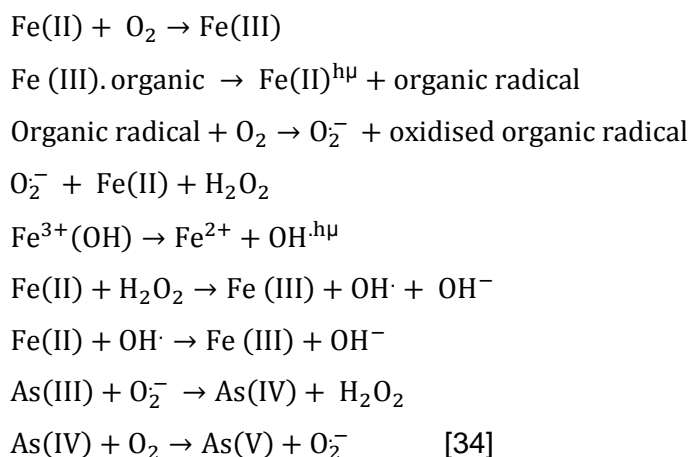 Fe(II) + O₂ → Fe(III)
Fe (III). organic → Fe(II)ʰᵘ + organic radical
Organic radical + O₂ → O₂·⁻ + oxidised organic radical
O₂·⁻ + Fe(II) + H₂O₂
Fe³⁺(OH) → Fe²⁺ + OH·ʰᵘ
Fe(II) + H₂O₂ → Fe (III) + OH· + OH⁻
Fe(II) + OH· → Fe (III) + OH⁻
As(III) + O₂·⁻ → As(IV) + H₂O₂
As(IV) + O₂ → As(V) + O₂·⁻ [34]